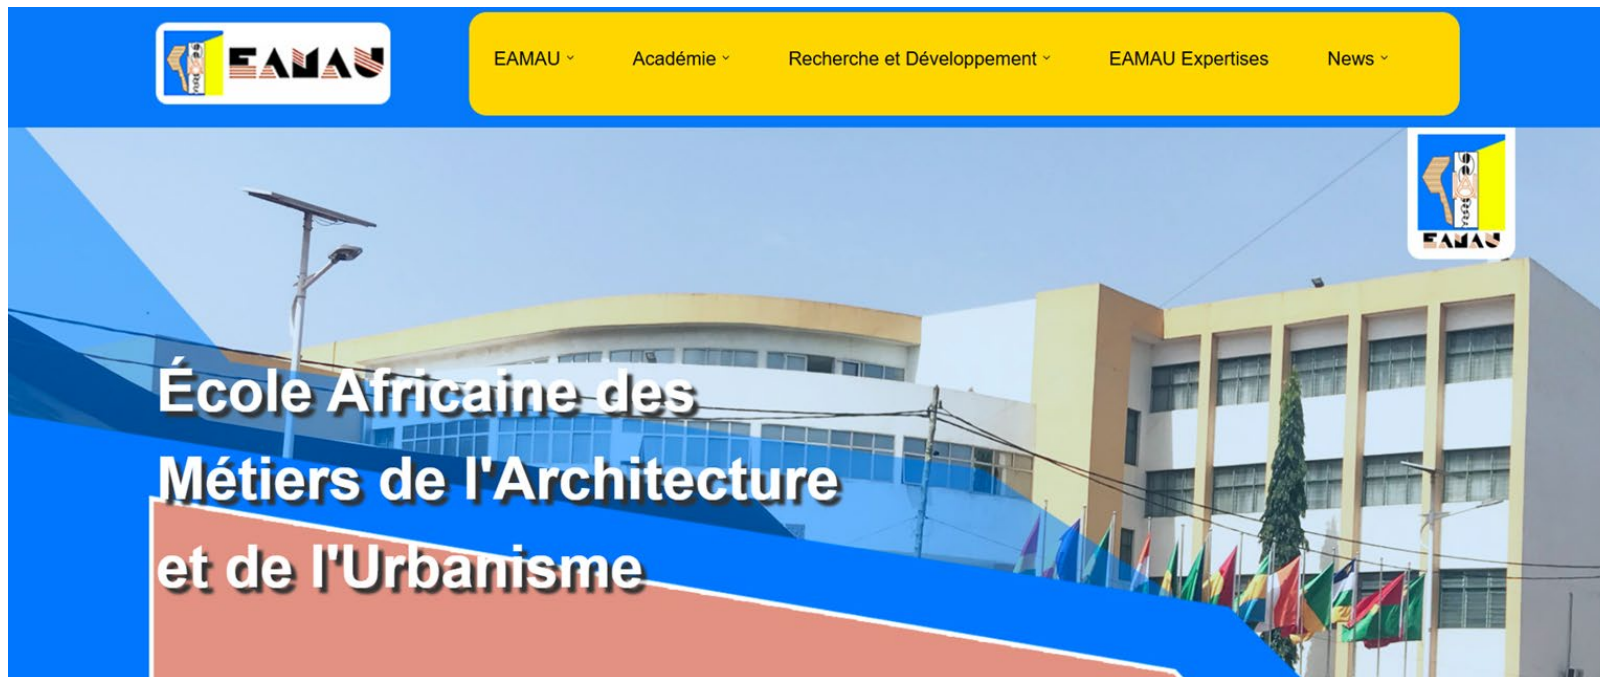 EAMAU
EAMAU
Académie
Recherche et Développement
EAMAU Expertises
News
EAMAU
École Africaine des
Métiers de l'Architecture
et de l'Urbanisme